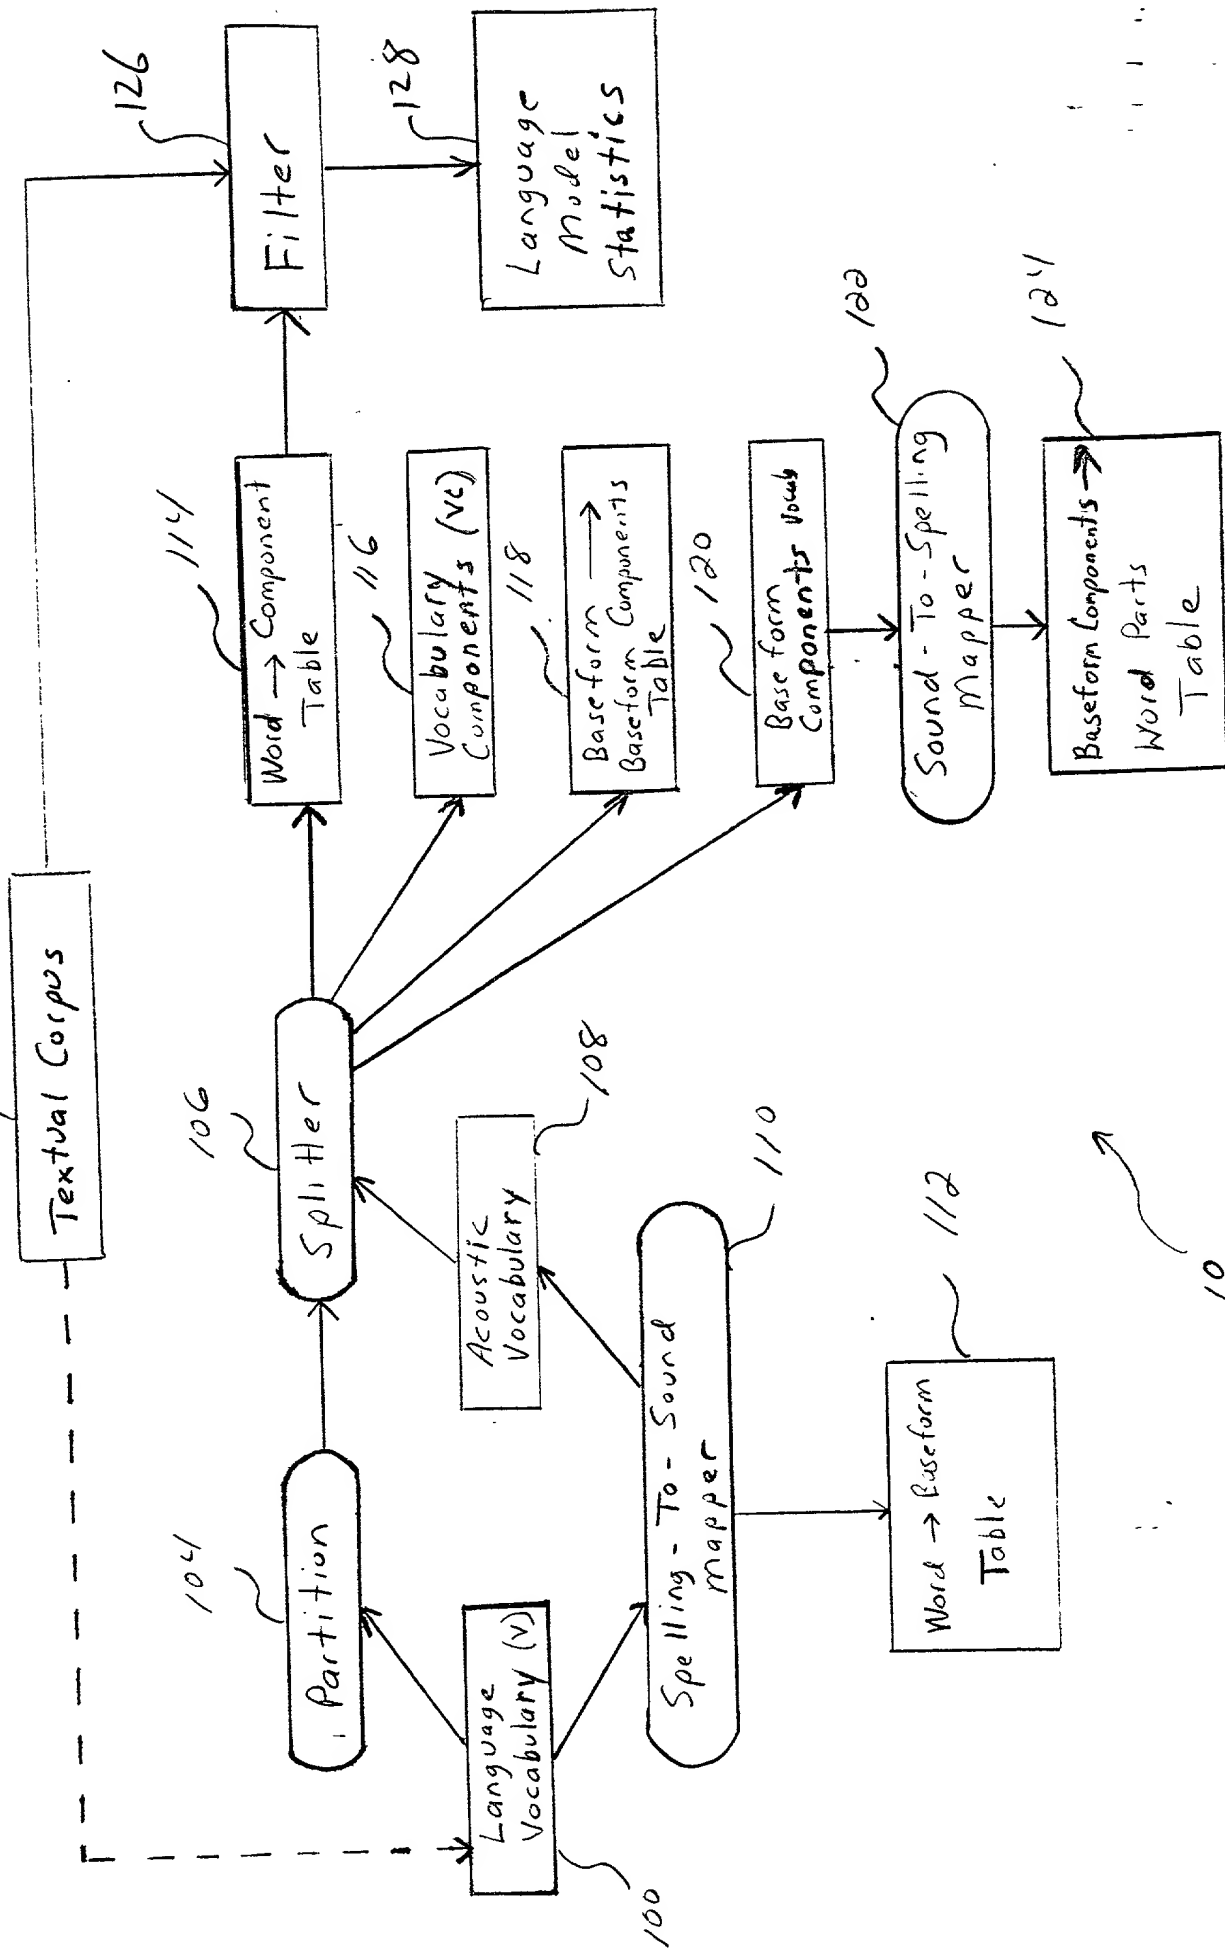 Textual Corpus
126
Filter
128
Language
Model
Statistics
114
Word → Component
Table
116
Vocabulary
Components (VC)
118
Baseform →
Baseform Components
Table
120
Baseform
Components Vocab
122
Sound-To-Spelling
Mapper
124
Baseform Components →
Word Parts
Table
106
Splitter
108
Acoustic
Vocabulary
104
Partition
100
Language
Vocabulary (V)
110
Spelling-To-Sound
Mapper
112
Word → Baseform
Table
10